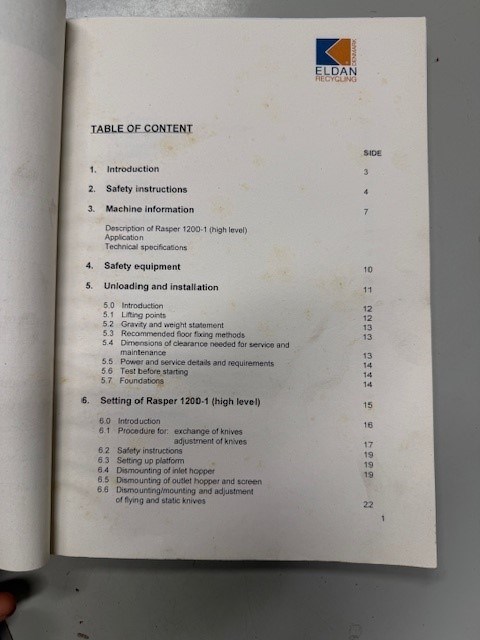 DENMARK
ELDAN
RECYCLING
TABLE OF CONTENT
SIDE
1. Introduction 3
2. Safety instructions 4
3. Machine information 7
Description of Rasper 120D-1 (high level)
Application
Technical specifications
4. Safety equipment 10
5. Unloading and installation 11
5.0 Introduction 12
5.1 Lifting points 12
5.2 Gravity and weight statement 13
5.3 Recommended floor fixing methods 13
5.4 Dimensions of clearance needed for service and
maintenance 13
5.5 Power and service details and requirements 14
5.6 Test before starting 14
5.7 Foundations 14
6. Setting of Rasper 120D-1 (high level) 15
6.0 Introduction 16
6.1 Procedure for: exchange of knives
adjustment of knives 17
6.2 Safety instructions 19
6.3 Setting up platform 19
6.4 Dismounting of inlet hopper 19
6.5 Dismounting of outlet hopper and screen
6.6 Dismounting/mounting and adjustment
of flying and static knives 22
1